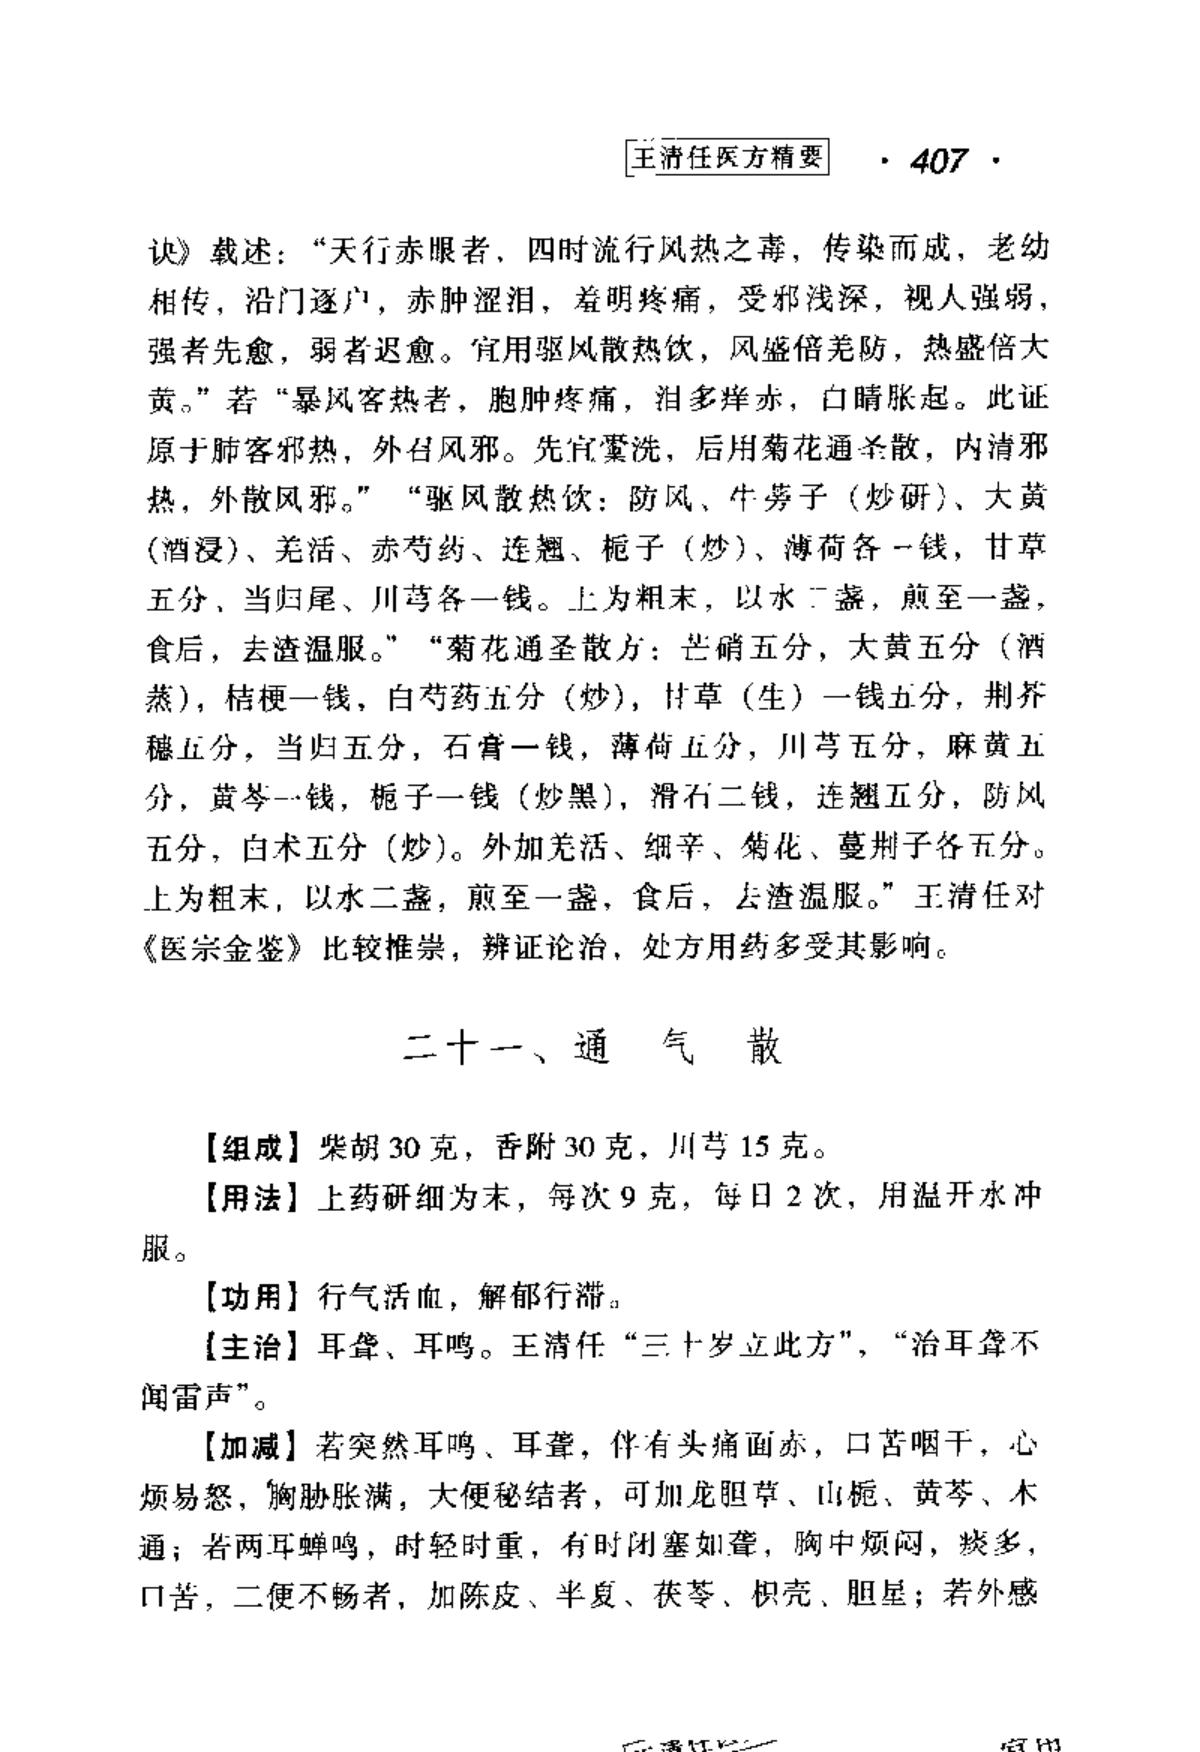 王清任医方精要 · 407 ·
诀》载述：“天行赤眼者，四时流行风热之毒，传染而成，老幼
相传，沿门逐户，赤肿涩泪，羞明疼痛，受邪浅深，视人强弱，
强者先愈，弱者迟愈。宜用驱风散热饮，风盛倍羌防，热盛倍大
黄。”若“暴风客热者，胞肿疼痛，泪多痒赤，白睛胀起。此证
原于肺客邪热，外召风邪。先宜瀹洗，后用菊花通圣散，内清邪
热，外散风邪。”“驱风散热饮：防风、牛蒡子（炒研）、大黄
（酒浸）、羌活、赤芍药、连翘、栀子（炒）、薄荷各一钱，甘草
五分、当归尾、川芎各一钱。上为粗末，以水二盏，煎至一盏，
食后，去渣温服。”“菊花通圣散方：芒硝五分，大黄五分（酒
蒸），桔梗一钱，白芍药五分（炒），甘草（生）一钱五分，荆芥
穗五分，当归五分，石膏一钱，薄荷五分，川芎五分，麻黄五
分，黄芩一钱，栀子一钱（炒黑），滑石二钱，连翘五分，防风
五分，白术五分（炒）。外加羌活、细辛、菊花、蔓荆子各五分。
上为粗末，以水二盏，煎至一盏，食后，去渣温服。”王清任对
《医宗金鉴》比较推崇，辨证论治，处方用药多受其影响。
二十一、通 气 散
【组成】柴胡 30 克，香附 30 克，川芎 15 克。
【用法】上药研细为末，每次 9 克，每日 2 次，用温开水冲
服。
【功用】行气活血，解郁行滞。
【主治】耳聋、耳鸣。王清任“三十岁立此方”，“治耳聋不
闻雷声”。
【加减】若突然耳鸣、耳聋，伴有头痛面赤，口苦咽干，心
烦易怒，胸胁胀满，大便秘结者，可加龙胆草、山栀、黄芩、木
通；若两耳蝉鸣，时轻时重，有时闭塞如聋，胸中烦闷，痰多，
口苦，二便不畅者，加陈皮、半夏、茯苓、枳壳、胆星；若外感